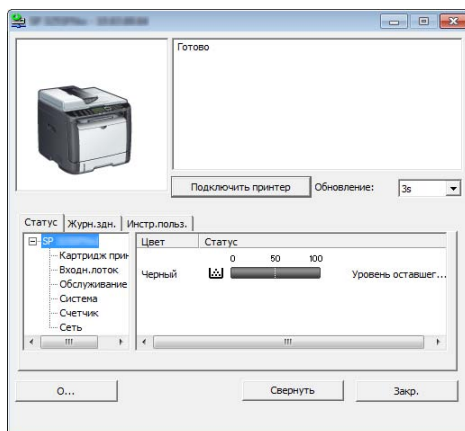 Готово
Подключить принтер
Обновление:
3s
Статус Журн.здн. Инстр.польз.
SP
Картридж прин
Входн.лоток
Обслуживание
Система
Счетчик
Сеть
Цвет Статус
0 50 100
Черный Уровень оставшег...
О... Свернуть Закр.